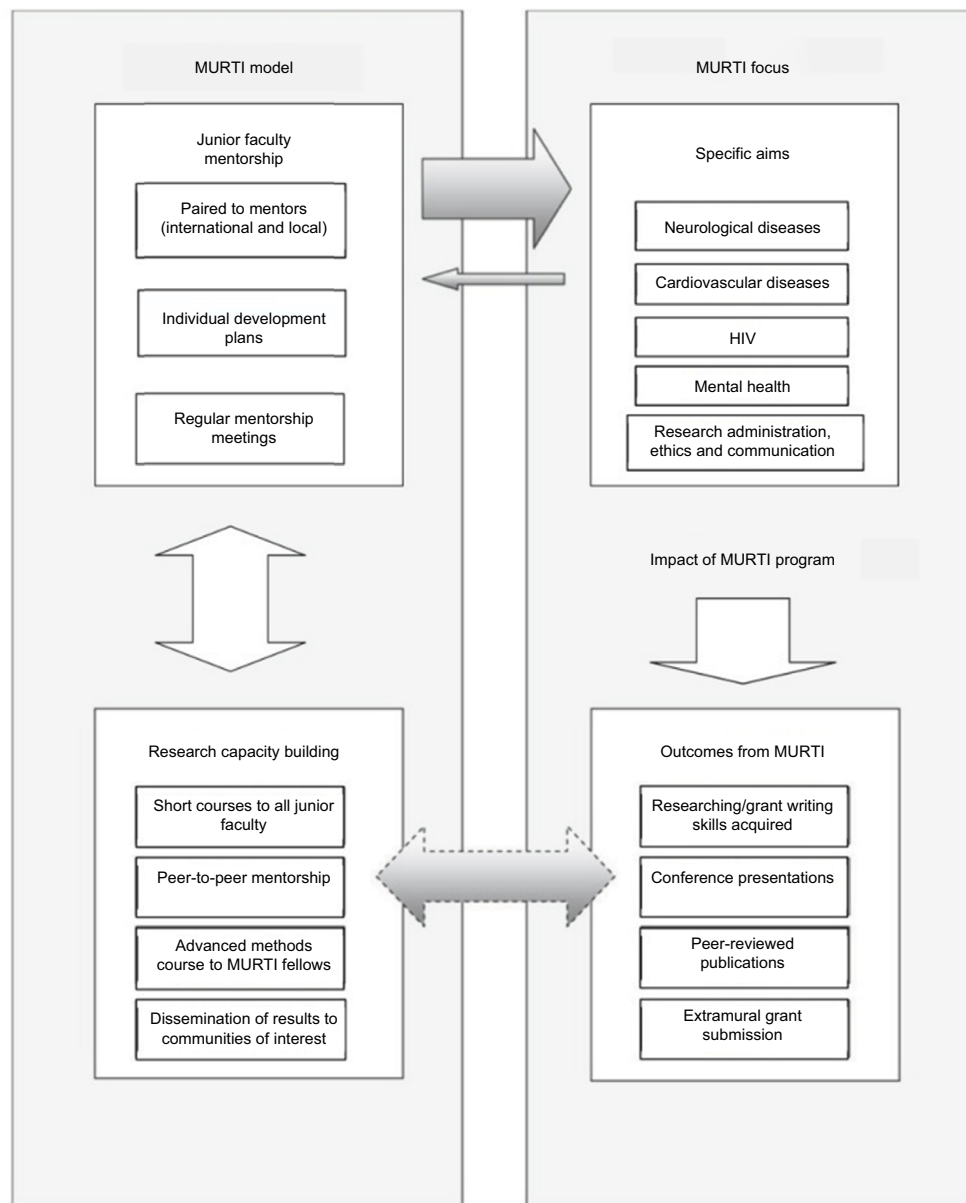 MURTI model
Junior faculty
mentorship
Paired to mentors
(international and local)
Individual development
plans
Regular mentorship
meetings
Research capacity building
Short courses to all junior
faculty
Peer-to-peer mentorship
Advanced methods
course to MURTI fellows
Dissemination of results to
communities of interest
MURTI focus
Specific aims
Neurological diseases
Cardiovascular diseases
HIV
Mental health
Research administration,
ethics and communication
Impact of MURTI program
Outcomes from MURTI
Researching/grant writing
skills acquired
Conference presentations
Peer-reviewed
publications
Extramural grant
submission